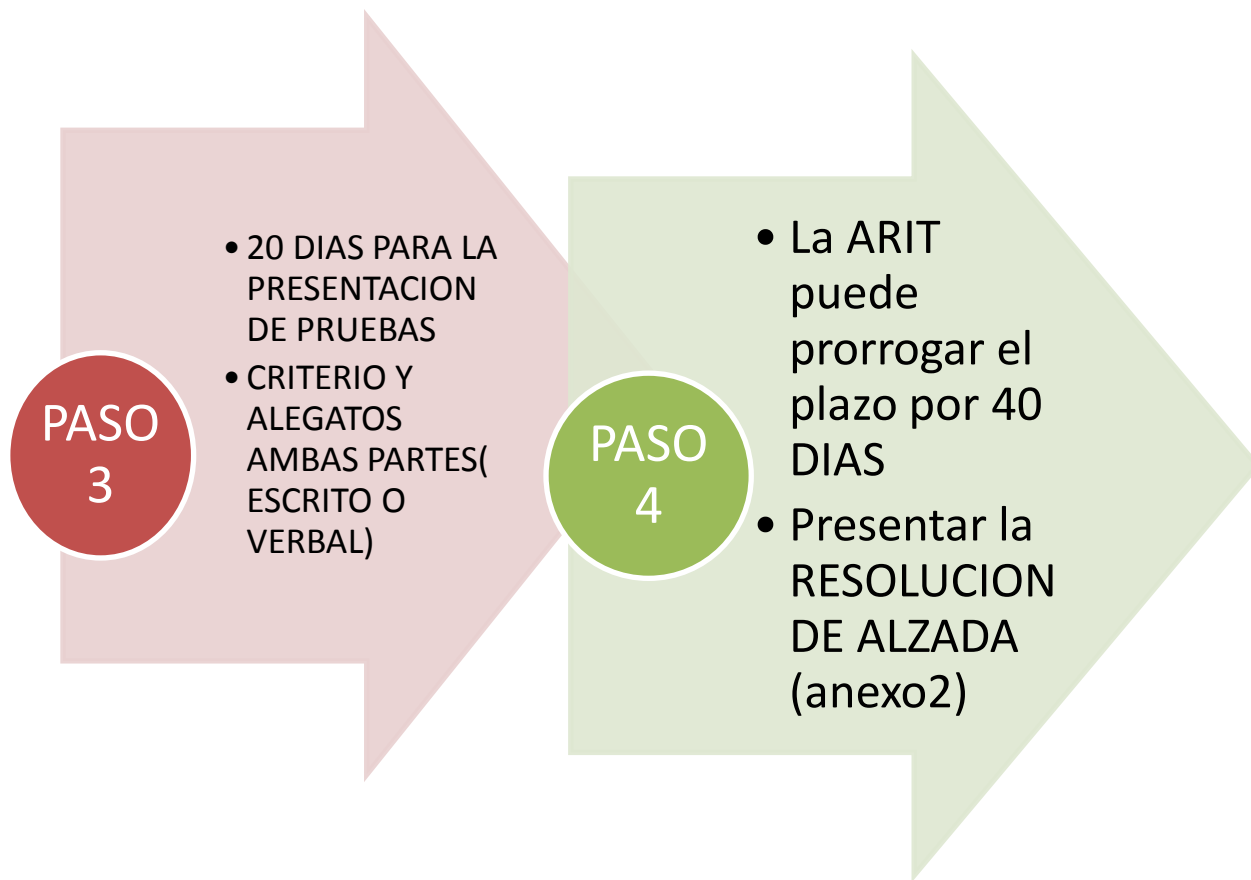 PASO
3
• 20 DIAS PARA LA
PRESENTACION
DE PRUEBAS
• CRITERIO Y
ALEGATOS
AMBAS PARTES(
ESCRITO O
VERBAL)
PASO
4
• La ARIT
puede
prorrogar el
plazo por 40
DIAS
• Presentar la
RESOLUCION
DE ALZADA
(anexo2)